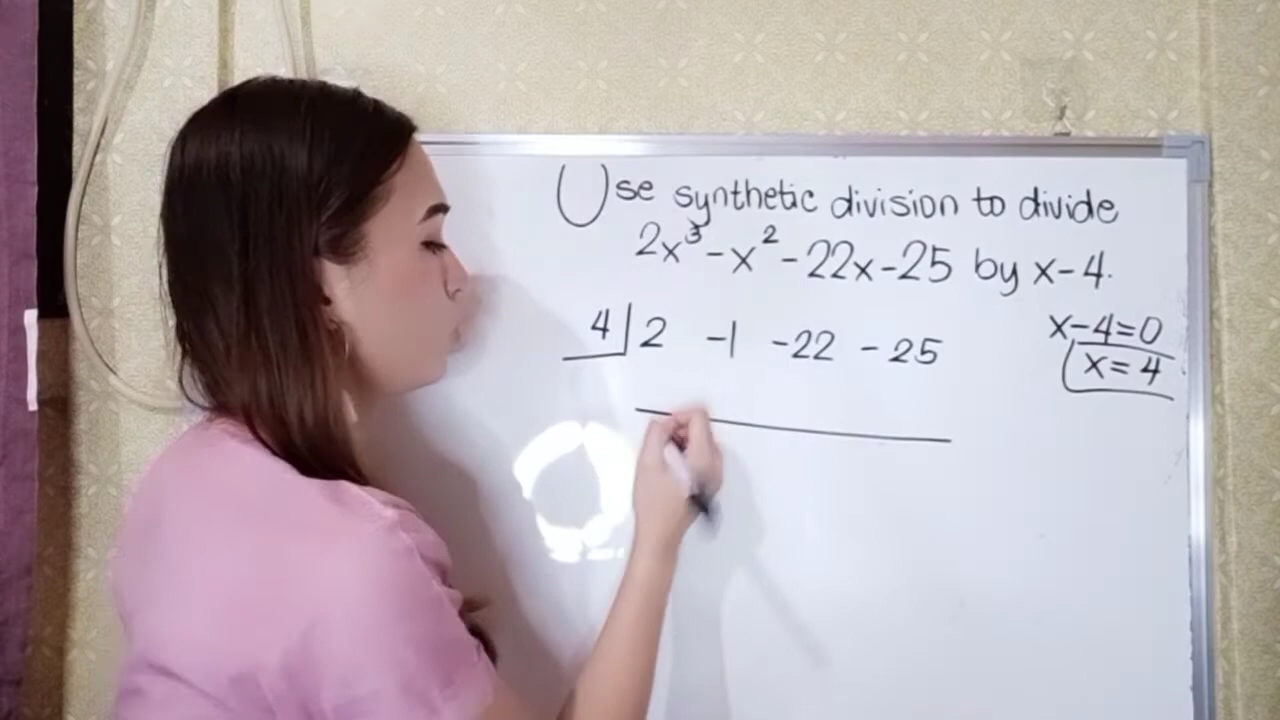 Use synthetic division to divide
2x³-x²-22x-25 by x-4.
4 2 -1 -22 -25
x-4=0
x=4